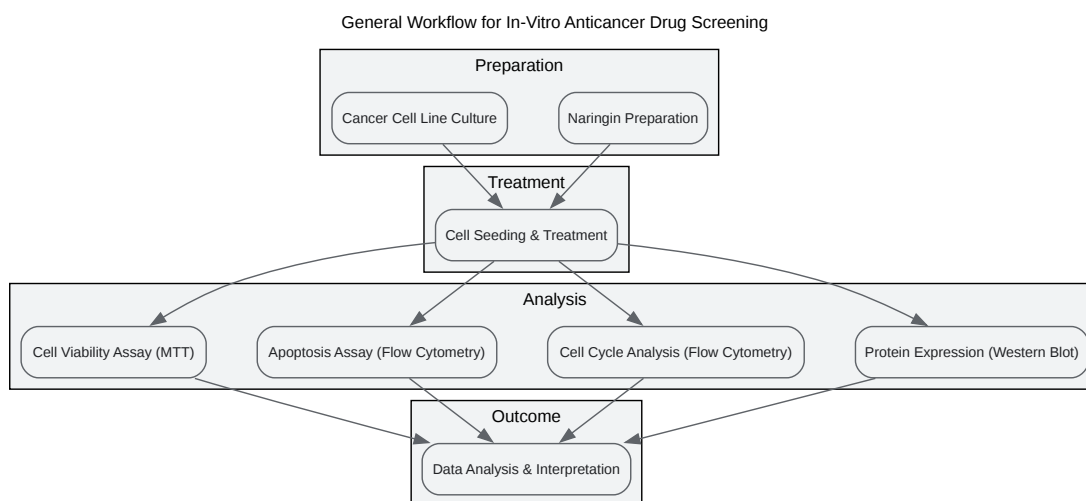 General Workflow for In-Vitro Anticancer Drug Screening
Preparation
Cancer Cell Line Culture
Naringin Preparation
Treatment
Cell Seeding & Treatment
Analysis
Cell Viability Assay (MTT)
Apoptosis Assay (Flow Cytometry)
Cell Cycle Analysis (Flow Cytometry)
Protein Expression (Western Blot)
Outcome
Data Analysis & Interpretation